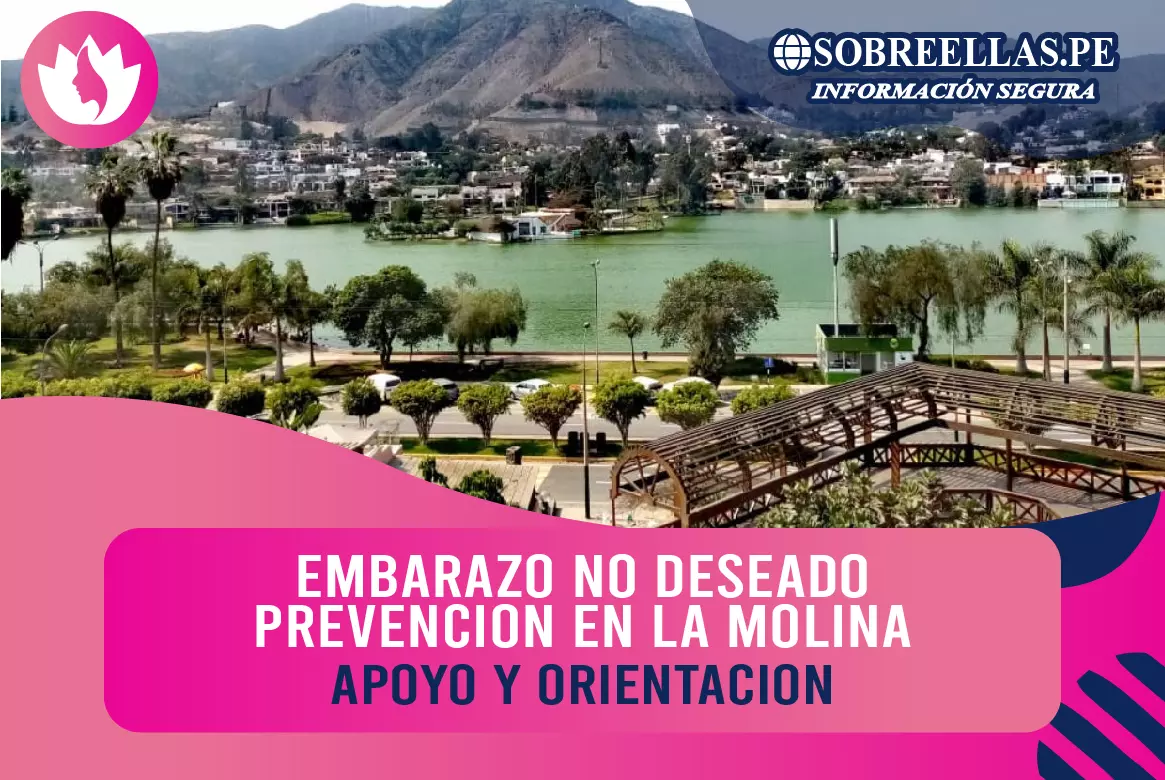 SOBREELLAS.PE
INFORMACIÓN SEGURA
EMBARAZO NO DESEADO
PREVENCION EN LA MOLINA
APOYO Y ORIENTACION